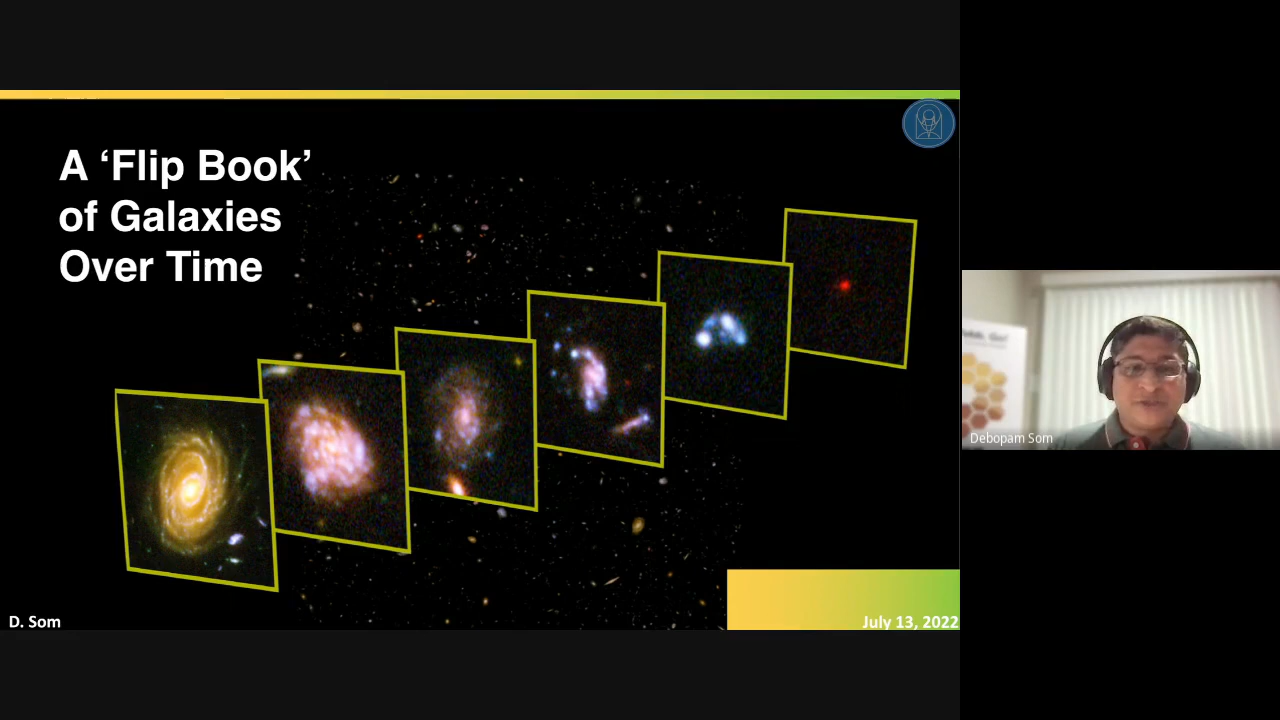 A ‘Flip Book’
of Galaxies
Over Time
D. Som
July 13, 2022
Debopam Som